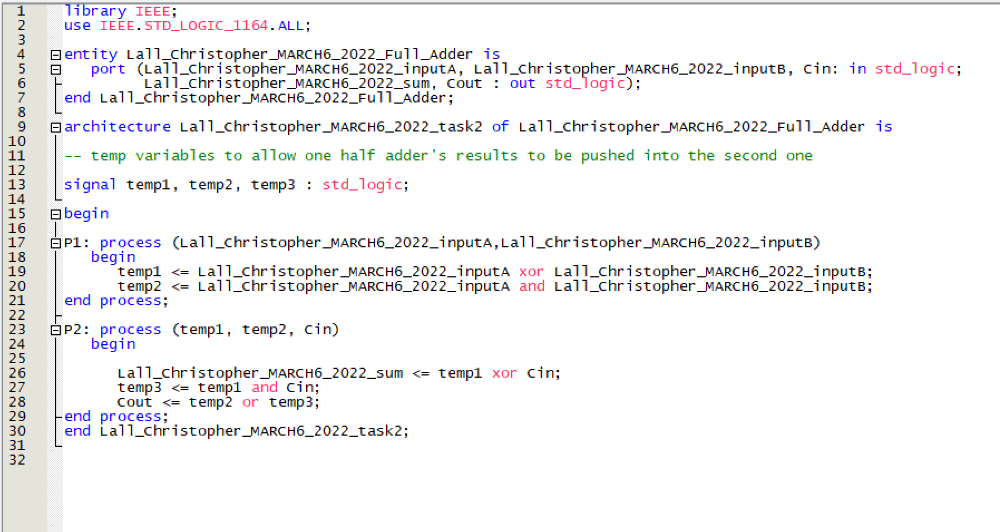 1 library IEEE;
2 use IEEE.STD_LOGIC_1164.ALL;
3
4 entity Lall_Christopher_MARCH6_2022_Full_Adder is
5 port (Lall_Christopher_MARCH6_2022_inputA, Lall_Christopher_MARCH6_2022_inputB, Cin: in std_logic;
6 Lall_Christopher_MARCH6_2022_sum, Cout : out std_logic);
7 end Lall_Christopher_MARCH6_2022_Full_Adder;
8
9 architecture Lall_Christopher_MARCH6_2022_task2 of Lall_Christopher_MARCH6_2022_Full_Adder is
10
11 -- temp variables to allow one half adder's results to be pushed into the second one
12
13 signal temp1, temp2, temp3 : std_logic;
14
15 begin
16
17 P1: process (Lall_Christopher_MARCH6_2022_inputA,Lall_Christopher_MARCH6_2022_inputB)
18 begin
19 temp1 <= Lall_Christopher_MARCH6_2022_inputA xor Lall_Christopher_MARCH6_2022_inputB;
20 temp2 <= Lall_Christopher_MARCH6_2022_inputA and Lall_Christopher_MARCH6_2022_inputB;
21 end process;
22
23 P2: process (temp1, temp2, Cin)
24 begin
25
26 Lall_Christopher_MARCH6_2022_sum <= temp1 xor Cin;
27 temp3 <= temp1 and Cin;
28 Cout <= temp2 or temp3;
29 end process;
30 end Lall_Christopher_MARCH6_2022_task2;
31
32